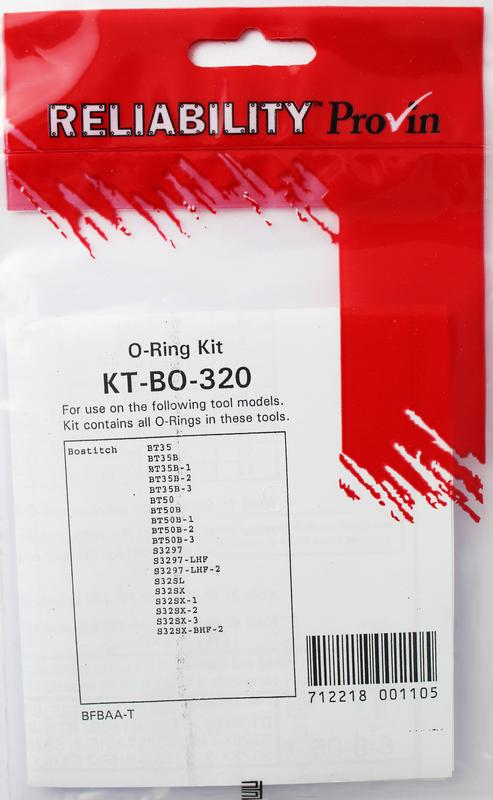 RELIABILITY™ Provin
O-Ring Kit
KT-BO-320
For use on the following tool models.
Kit contains all O-Rings in these tools.
Bostitch BT35
BT35B
BT35B-1
BT35B-2
BT35B-3
BT50
BT50B
BT50B-1
BT50B-2
BT50B-3
S3297
S3297-LHF
S3297-LHF-2
S32SL
S32SX
S32SX-1
S32SX-2
S32SX-3
S32SX-BHF-2
712218 001105
BFBAA-T